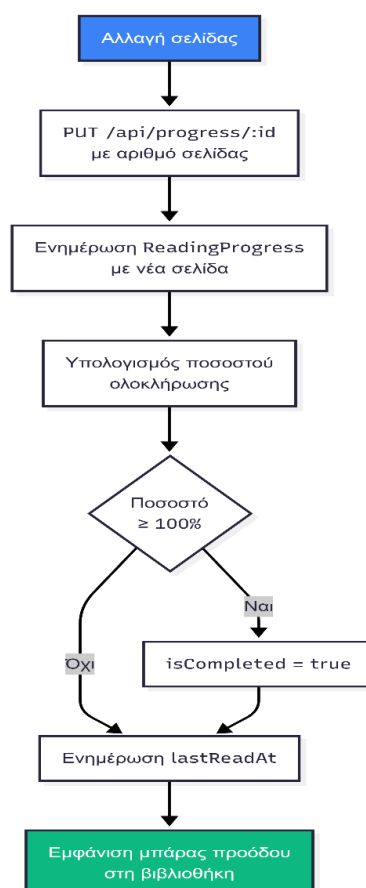 Αλλαγή σελίδας
PUT /api/progress/:id
με αριθμό σελίδας
Ενημέρωση ReadingProgress
με νέα σελίδα
Υπολογισμός ποσοστού
ολοκλήρωσης
Ποσοστό
≥ 100%
Ναι
Όχι
isCompleted = true
Ενημέρωση lastReadAt
Εμφάνιση μπάρας προόδου
στη βιβλιοθήκη